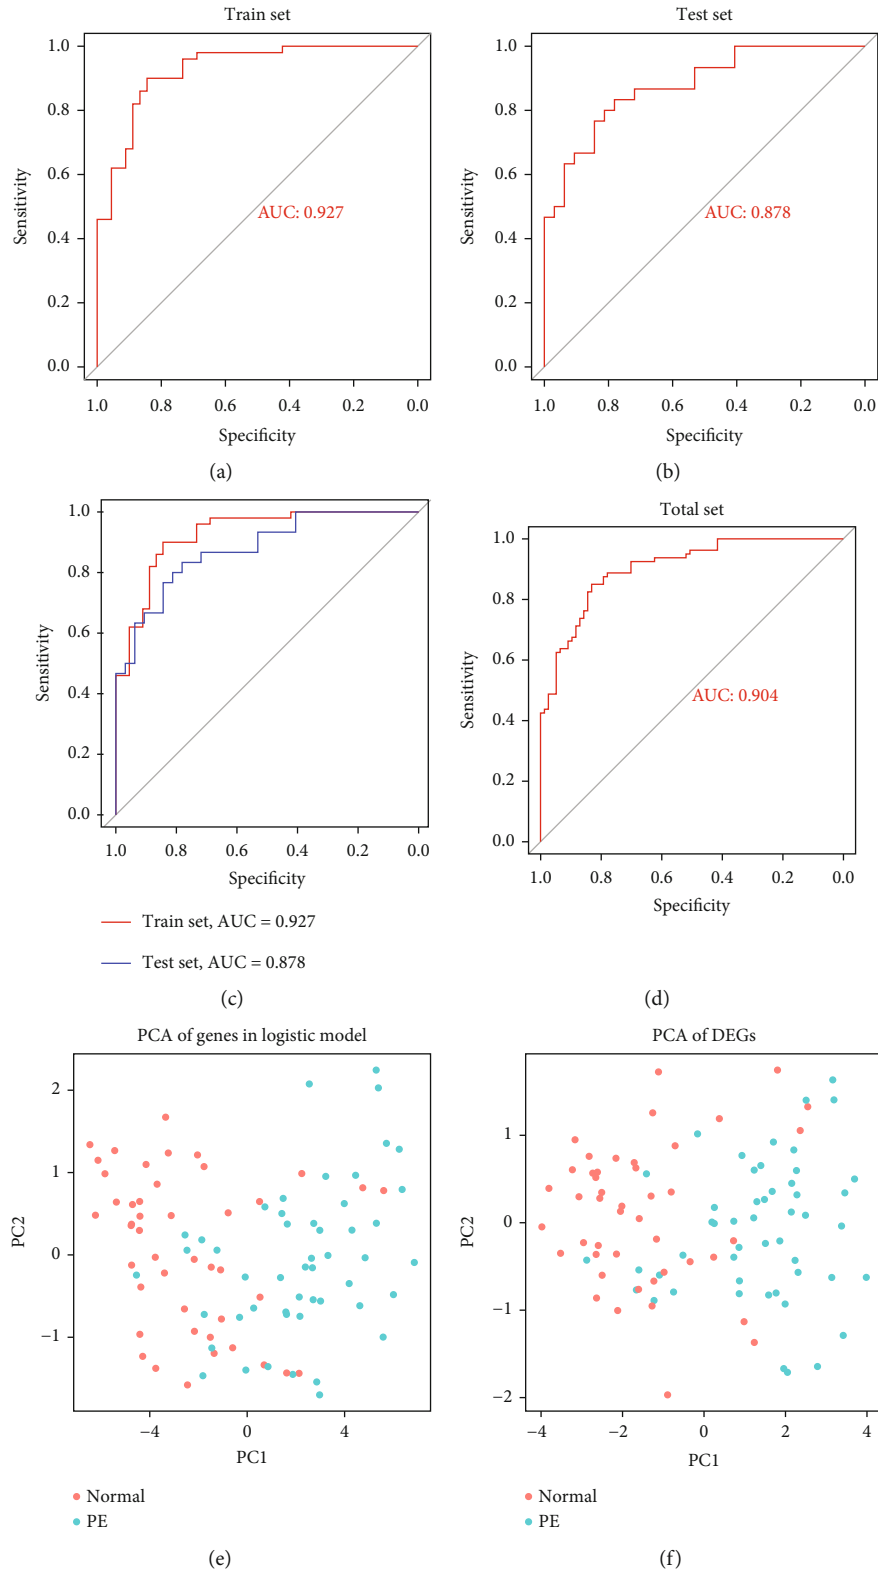 Train set
1.0
0.8
0.6
0.4
0.2
0.0
Sensitivity
AUC: 0.927
1.0 0.8 0.6 0.4 0.2 0.0
Specificity
(a)
Test set
1.0
0.8
0.6
0.4
0.2
0.0
Sensitivity
AUC: 0.878
1.0 0.8 0.6 0.4 0.2 0.0
Specificity
(b)
1.0
0.8
0.6
0.4
0.2
0.0
Sensitivity
1.0 0.8 0.6 0.4 0.2 0.0
Specificity
Train set, AUC = 0.927
Test set, AUC = 0.878
(c)
Total set
1.0
0.8
0.6
0.4
0.2
0.0
Sensitivity
AUC: 0.904
1.0 0.8 0.6 0.4 0.2 0.0
Specificity
(d)
PCA of genes in logistic model
2
1
0
−1
PC2
−4 0 4
PC1
Normal
PE
(e)
PCA of DEGs
1
0
−1
−2
PC2
−4 −2 0 2 4
PC1
Normal
PE
(f)